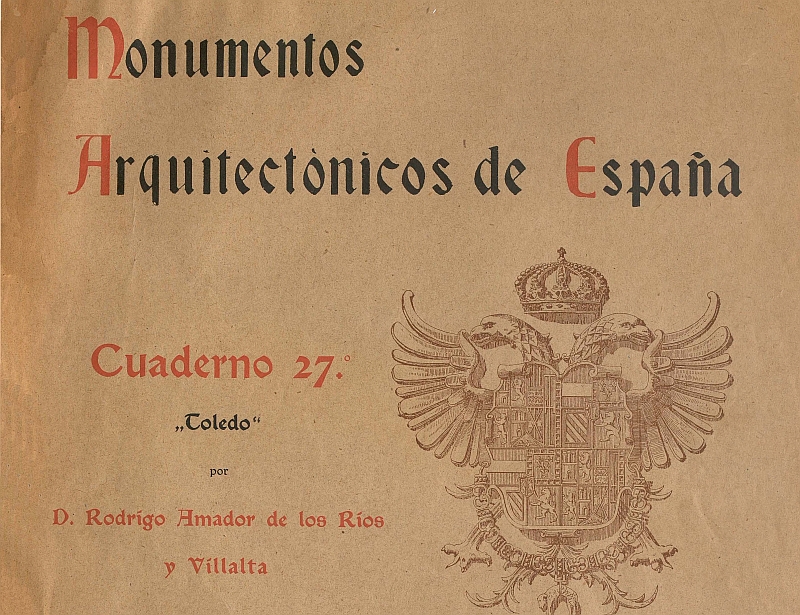 Monumentos
Arquitectònicos de España
Cuaderno 27.º
„Toledo“
por
D. Rodrigo Amador de los Ríos
y Villalta